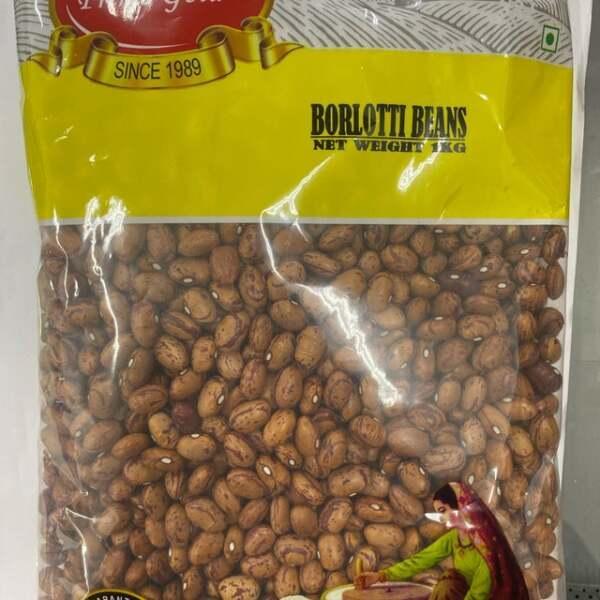 SINCE 1989
BORLOTTI BEANS
NET WEIGHT 1KG